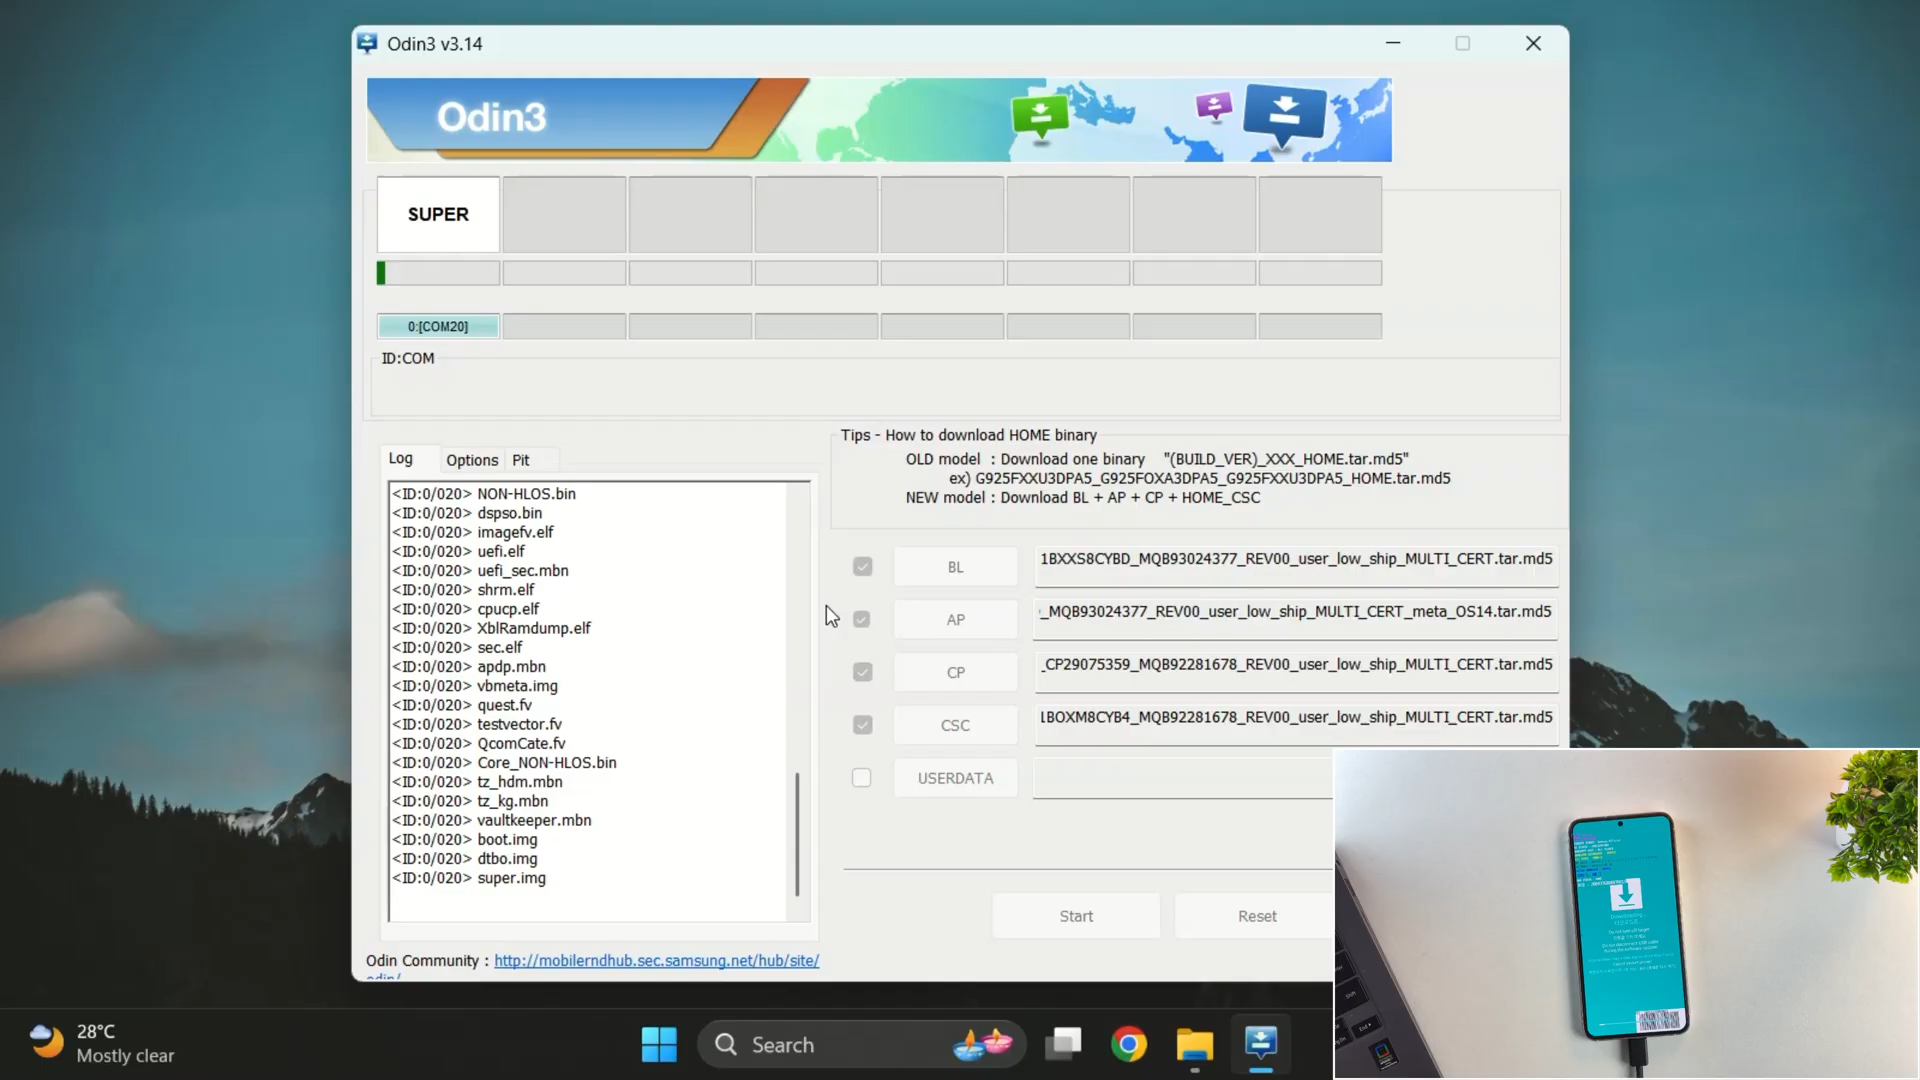 Odin3 v3.14
Odin3
SUPER
0:[COM20]
ID:COM
Log
Options
Pit
<ID:0/020> NON-HLOS.bin
<ID:0/020> dspso.bin
<ID:0/020> imagefv.elf
<ID:0/020> uefi.elf
<ID:0/020> uefi_sec.mbn
<ID:0/020> shrm.elf
<ID:0/020> cpucp.elf
<ID:0/020> XblRamdump.elf
<ID:0/020> sec.elf
<ID:0/020> apdp.mbn
<ID:0/020> vbmeta.img
<ID:0/020> quest.fv
<ID:0/020> testvector.fv
<ID:0/020> QcomCate.fv
<ID:0/020> Core_NON-HLOS.bin
<ID:0/020> tz_hdm.mbn
<ID:0/020> tz_kg.mbn
<ID:0/020> vaultkeeper.mbn
<ID:0/020> boot.img
<ID:0/020> dtbo.img
<ID:0/020> super.img
Odin Community : http://mobilerndhub.sec.samsung.net/hub/site/
odin/
Tips - How to download HOME binary
OLD model : Download one binary "(BUILD_VER)_XXX_HOME.tar.md5"
ex) G925FXXU3DPA5_G925FOXA3DPA5_G925FXXU3DPA5_HOME.tar.md5
NEW model : Download BL + AP + CP + HOME_CSC
BL 1BXXS8CYBD_MQB93024377_REV00_user_low_ship_MULTI_CERT.tar.md5
AP _MQB93024377_REV00_user_low_ship_MULTI_CERT_meta_OS14.tar.md5
CP _CP29075359_MQB92281678_REV00_user_low_ship_MULTI_CERT.tar.md5
CSC 1BOXM8CYB4_MQB92281678_REV00_user_low_ship_MULTI_CERT.tar.md5
USERDATA
Start
Reset
Downloading...
Do not turn off target
28°C
Mostly clear
Search